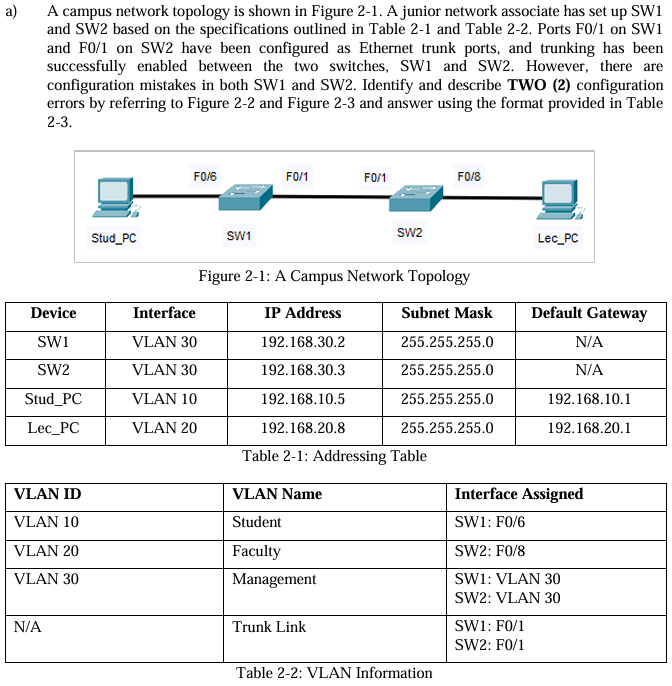 a) A campus network topology is shown in Figure 2-1. A junior network associate has set up SW1
and SW2 based on the specifications outlined in Table 2-1 and Table 2-2. Ports F0/1 on SW1
and F0/1 on SW2 have been configured as Ethernet trunk ports, and trunking has been
successfully enabled between the two switches, SW1 and SW2. However, there are
configuration mistakes in both SW1 and SW2. Identify and describe TWO (2) configuration
errors by referring to Figure 2-2 and Figure 2-3 and answer using the format provided in Table
2-3.
F0/6 F0/1 F0/1 F0/8
Stud_PC SW1 SW2 Lec_PC
Figure 2-1: A Campus Network Topology
Device Interface IP Address Subnet Mask Default Gateway
SW1 VLAN 30 192.168.30.2 255.255.255.0 N/A
SW2 VLAN 30 192.168.30.3 255.255.255.0 N/A
Stud_PC VLAN 10 192.168.10.5 255.255.255.0 192.168.10.1
Lec_PC VLAN 20 192.168.20.8 255.255.255.0 192.168.20.1
Table 2-1: Addressing Table
VLAN ID VLAN Name Interface Assigned
VLAN 10 Student SW1: F0/6
VLAN 20 Faculty SW2: F0/8
VLAN 30 Management SW1: VLAN 30
SW2: VLAN 30
N/A Trunk Link SW1: F0/1
SW2: F0/1
Table 2-2: VLAN Information